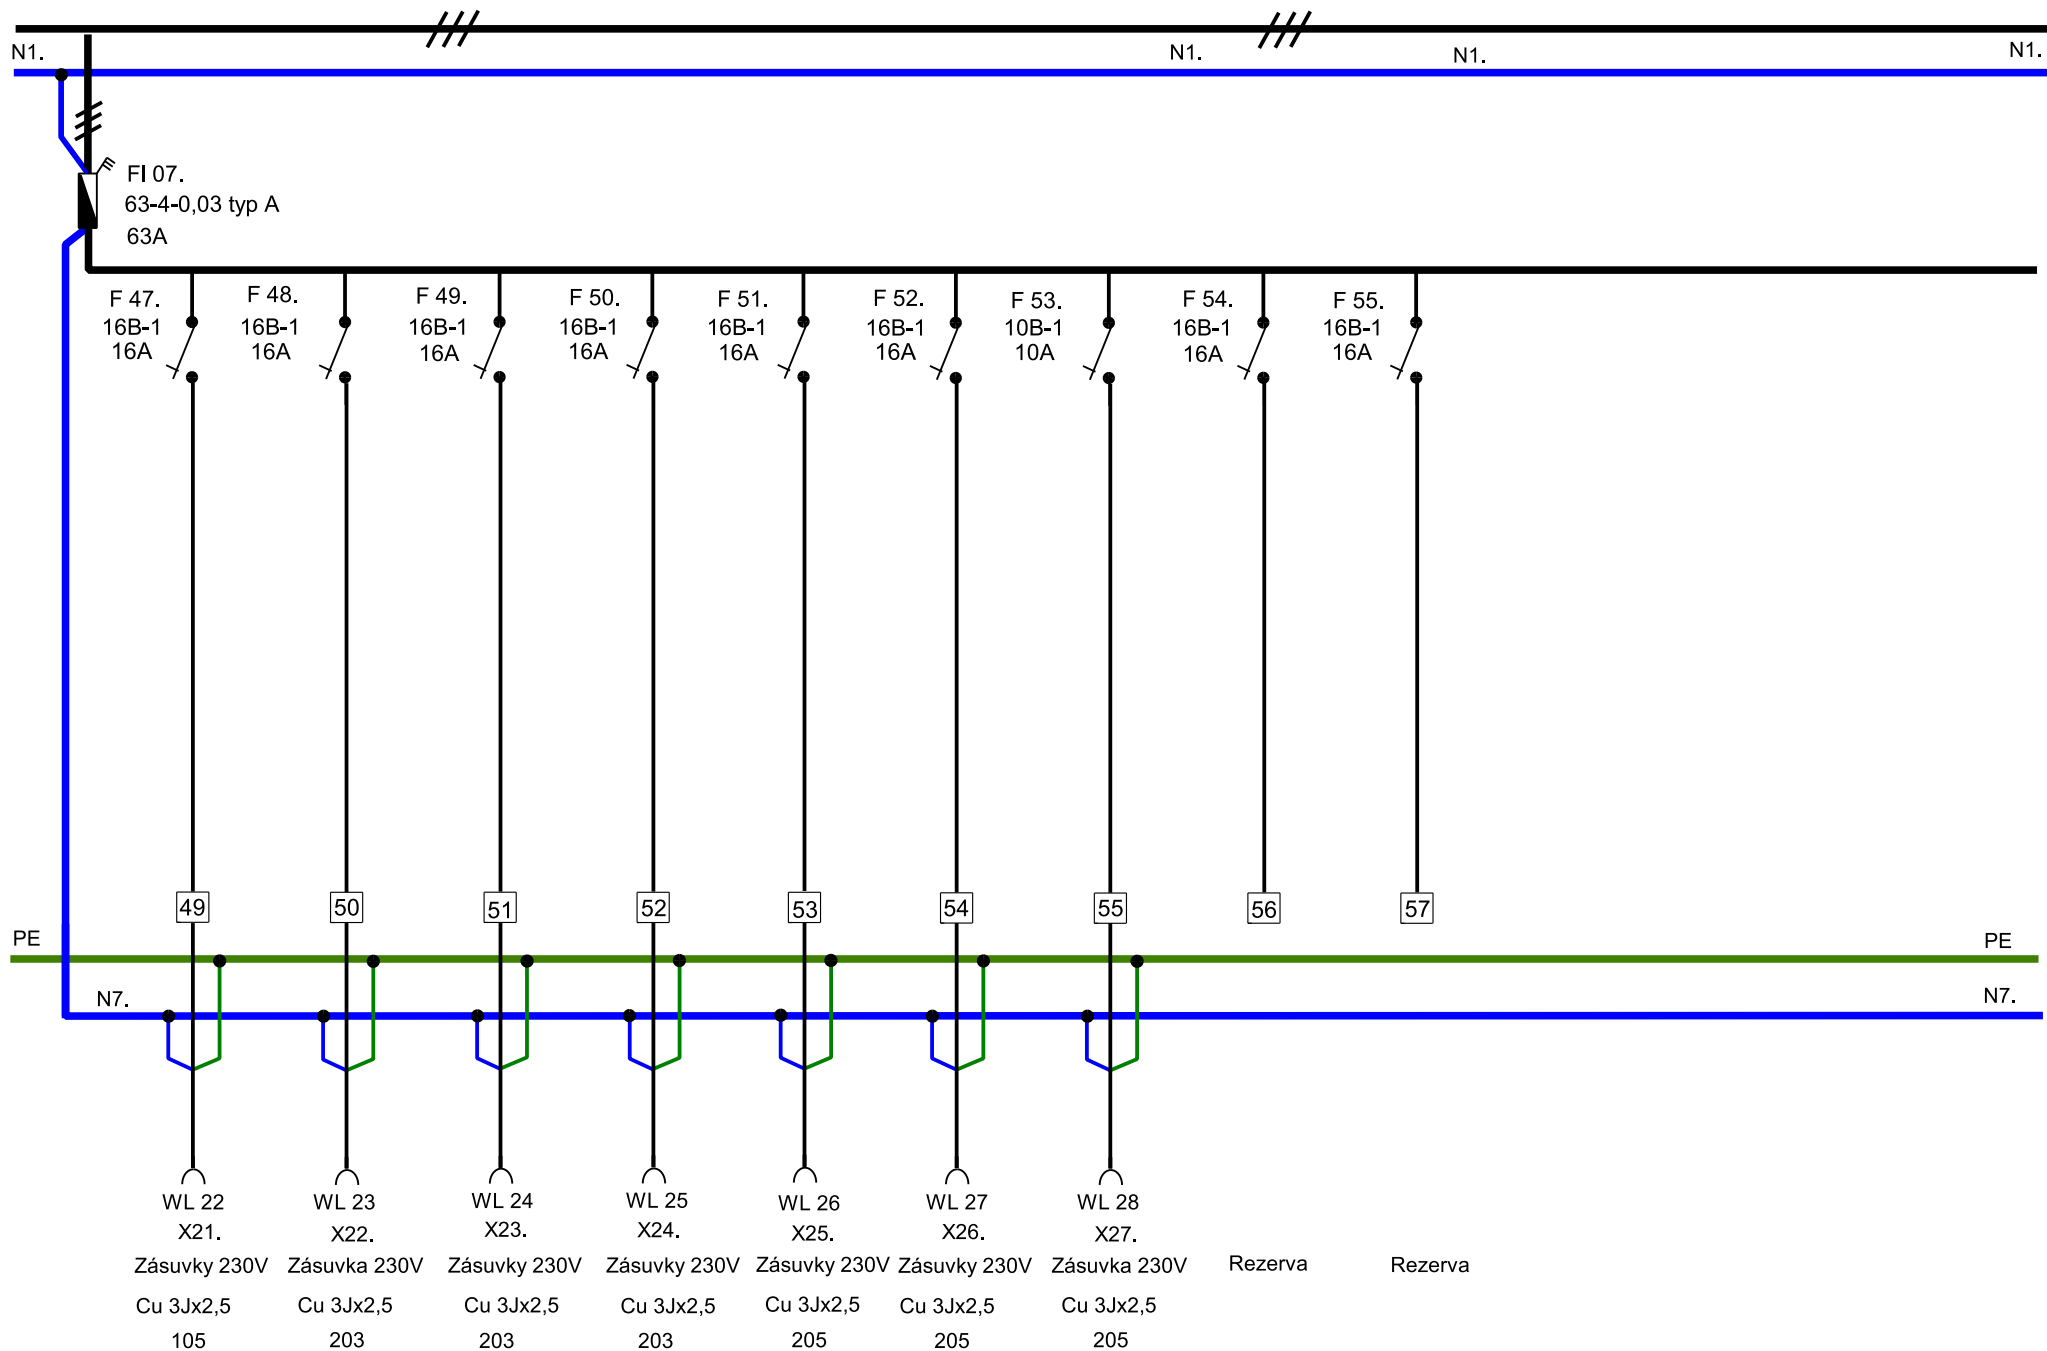 N1.
N1.
N1.
N1.
FI 07.
63-4-0,03 typ A
63A
F 47.
16B-1
16A
F 48.
16B-1
16A
F 49.
16B-1
16A
F 50.
16B-1
16A
F 51.
16B-1
16A
F 52.
16B-1
16A
F 53.
10B-1
10A
F 54.
16B-1
16A
F 55.
16B-1
16A
49
50
51
52
53
54
55
56
57
PE
PE
N7.
N7.
WL 22
X21.
Zásuvky 230V
Cu 3Jx2,5
105
WL 23
X22.
Zásuvka 230V
Cu 3Jx2,5
203
WL 24
X23.
Zásuvky 230V
Cu 3Jx2,5
203
WL 25
X24.
Zásuvky 230V
Cu 3Jx2,5
203
WL 26
X25.
Zásuvky 230V
Cu 3Jx2,5
205
WL 27
X26.
Zásuvky 230V
Cu 3Jx2,5
205
WL 28
X27.
Zásuvka 230V
Cu 3Jx2,5
205
Rezerva
Rezerva